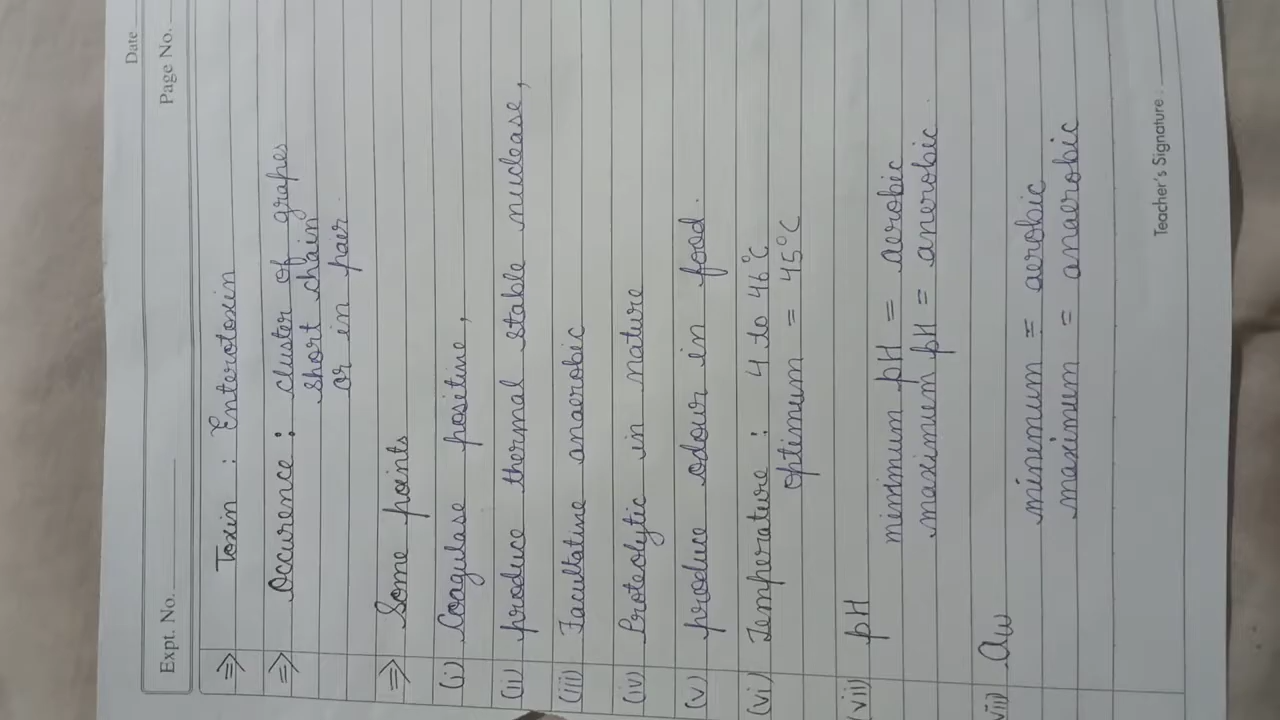 Date
Expt. No.
Page No.
⇒ Toxin : Enterotoxin
⇒ Occurence : cluster of grapes
short chain
or in pair
⇒ Some points
(i) Coagulase positive,
(ii) produce thermal stable nuclease,
(iii) Facultative anaerobic
(iv) Proteolytic in nature
(v) produce odour in food.
(vi) Temperature : 4 to 46°C
optimum = 45°C
(vii) pH
minimum pH = aerobic
maximum pH = anerobic.
viii) aw
minimum = aerobic
maximum = anaerobic
Teacher's Signature :